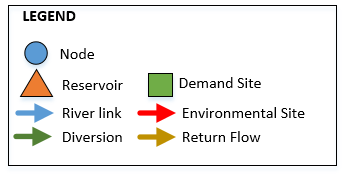 LEGEND
Node
Reservoir
Demand Site
River link
Environmental Site
Diversion
Return Flow